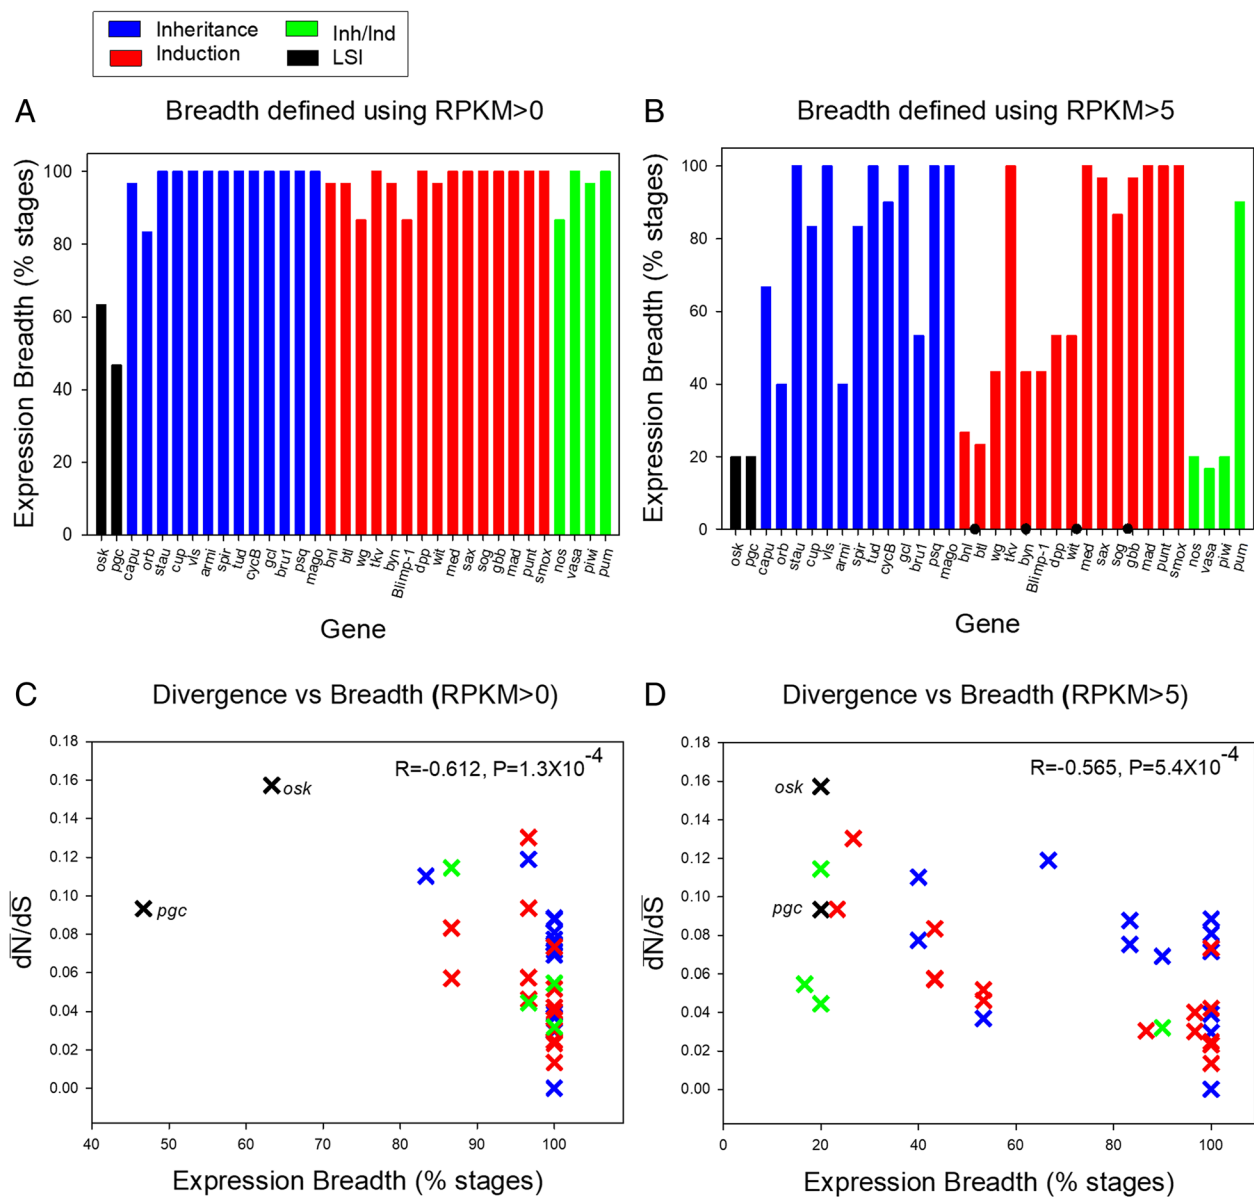 Inheritance
Inh/Ind
Induction
LSI
A
Breadth defined using RPKM>0
Expression Breadth (% stages)
100
80
60
40
20
0
osk pgc capu orb stau cup vls armi spir tud cycB gcl bru1 psq mago bnl btl wg tkv byn Blimp-1 dpp wit med sax sog gbb mad punt smox nos vasa piwi pum
Gene
B
Breadth defined using RPKM>5
Expression Breadth (% stages)
100
80
60
40
20
0
osk pgc capu orb stau cup vls armi spir tud cycB gcl bru1 psq mago bnl btl wg tkv byn Blimp-1 dpp wit med sax sog gbb mad punt smox nos vasa piwi pum
Gene
C
Divergence vs Breadth (RPKM>0)
R=-0.612, P=1.3X10-4
dN/dS
0.18
0.16
0.14
0.12
0.10
0.08
0.06
0.04
0.02
0.00
osk
pgc
40 50 60 70 80 90 100
Expression Breadth (% stages)
D
Divergence vs Breadth (RPKM>5)
R=-0.565, P=5.4X10-4
dN/dS
0.18
0.16
0.14
0.12
0.10
0.08
0.06
0.04
0.02
0.00
osk
pgc
0 20 40 60 80 100
Expression Breadth (% stages)